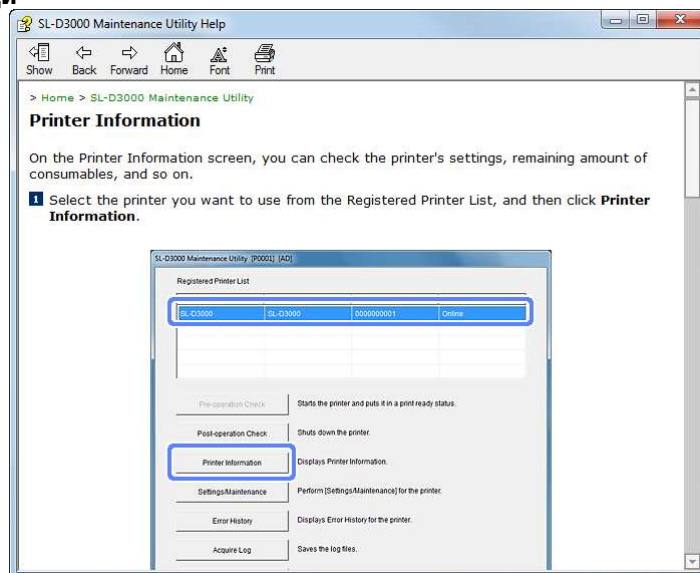 SL-D3000 Maintenance Utility Help
Show Back Forward Home Font Print
> Home > SL-D3000 Maintenance Utility
Printer Information
On the Printer Information screen, you can check the printer's settings, remaining amount of
consumables, and so on.
1 Select the printer you want to use from the Registered Printer List, and then click Printer
Information.
SL-D3000 Maintenance Utility [P0001] [AD]
Registered Printer List
SL-D3000 SL-D3000 0000000001 Online
Pre-operation Check Starts the printer and puts it in a print ready status.
Post-operation Check Shuts down the printer.
Printer Information Displays Printer Information.
Settings/Maintenance Perform [Settings/Maintenance] for the printer.
Error History Displays Error History for the printer.
Acquire Log Saves the log files.